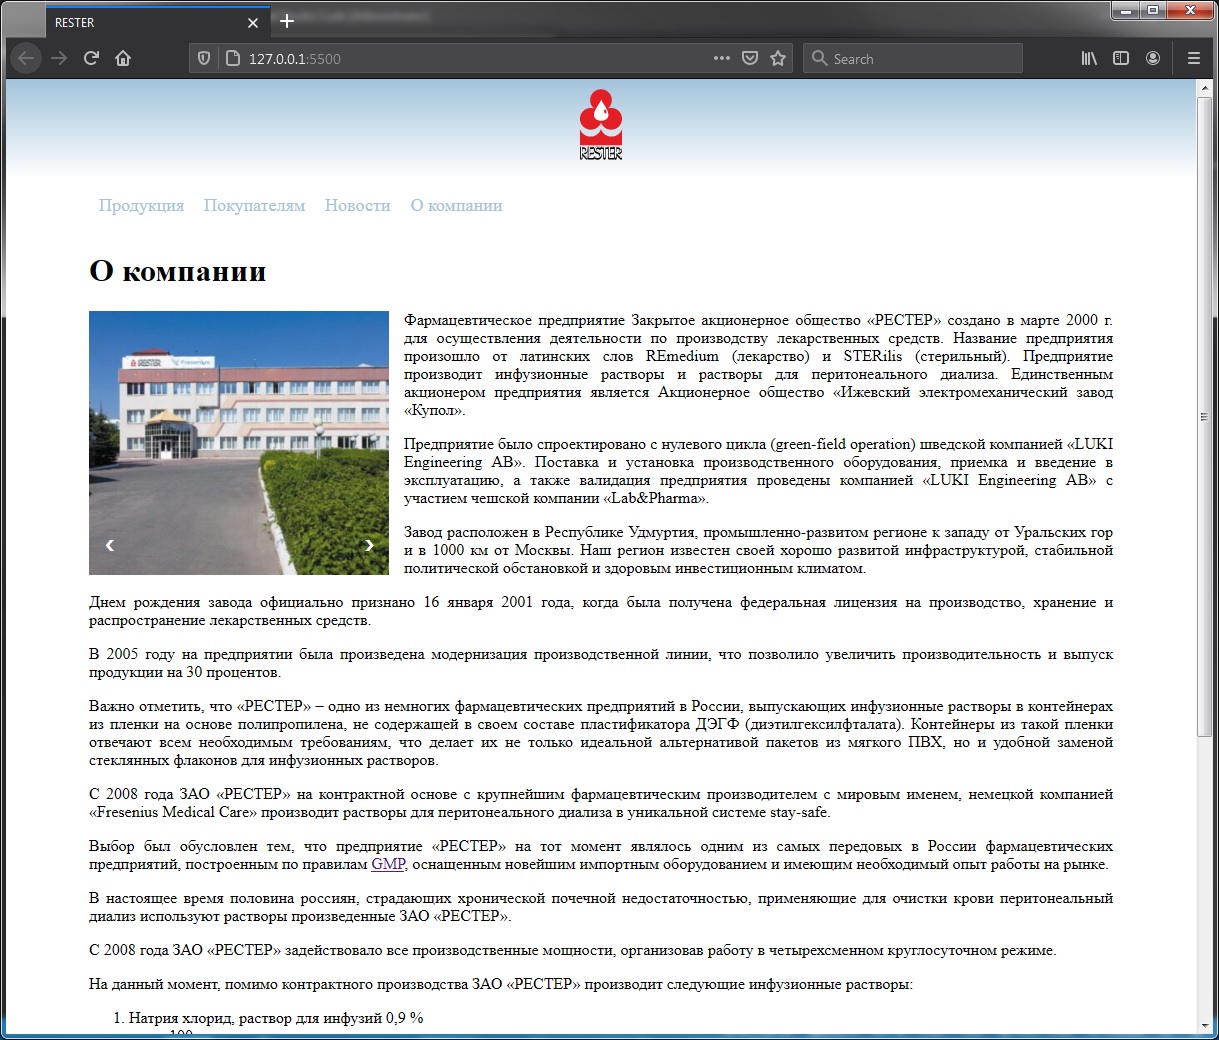 RESTER
127.0.0.1:5500
Search
RESTER
Продукция Покупателям Новости О компании
О компании
RESTER Fresenius
Фармацевтическое предприятие Закрытое акционерное общество «РЕСТЕР» создано в марте 2000 г.
для осуществления деятельности по производству лекарственных средств. Название предприятия
произошло от латинских слов REmedium (лекарство) и STERilis (стерильный). Предприятие
производит инфузионные растворы и растворы для перитонеального диализа. Единственным
акционером предприятия является Акционерное общество «Ижевский электромеханический завод
«Купол».
Предприятие было спроектировано с нулевого цикла (green-field operation) шведской компанией «LUKI
Engineering AB». Поставка и установка производственного оборудования, приемка и введение в
эксплуатацию, а также валидация предприятия проведены компанией «LUKI Engineering AB» с
участием чешской компании «Lab&Pharma».
Завод расположен в Республике Удмуртия, промышленно-развитом регионе к западу от Уральских гор
и в 1000 км от Москвы. Наш регион известен своей хорошо развитой инфраструктурой, стабильной
политической обстановкой и здоровым инвестиционным климатом.
Днем рождения завода официально признано 16 января 2001 года, когда была получена федеральная лицензия на производство, хранение и
распространение лекарственных средств.
В 2005 году на предприятии была произведена модернизация производственной линии, что позволило увеличить производительность и выпуск
продукции на 30 процентов.
Важно отметить, что «РЕСТЕР» – одно из немногих фармацевтических предприятий в России, выпускающих инфузионные растворы в контейнерах
из пленки на основе полипропилена, не содержащей в своем составе пластификатора ДЭГФ (диэтилгексилфталата). Контейнеры из такой пленки
отвечают всем необходимым требованиям, что делает их не только идеальной альтернативой пакетов из мягкого ПВХ, но и удобной заменой
стеклянных флаконов для инфузионных растворов.
С 2008 года ЗАО «РЕСТЕР» на контрактной основе с крупнейшим фармацевтическим производителем с мировым именем, немецкой компанией
«Fresenius Medical Care» производит растворы для перитонеального диализа в уникальной системе stay-safe.
Выбор был обусловлен тем, что предприятие «РЕСТЕР» на тот момент являлось одним из самых передовых в России фармацевтических
предприятий, построенным по правилам GMP, оснащенным новейшим импортным оборудованием и имеющим необходимый опыт работы на рынке.
В настоящее время половина россиян, страдающих хронической почечной недостаточностью, применяющие для очистки крови перитонеальный
диализ используют растворы произведенные ЗАО «РЕСТЕР».
С 2008 года ЗАО «РЕСТЕР» задействовало все производственные мощности, организовав работу в четырехсменном круглосуточном режиме.
На данный момент, помимо контрактного производства ЗАО «РЕСТЕР» производит следующие инфузионные растворы:
1. Натрия хлорид, раствор для инфузий 0,9 %